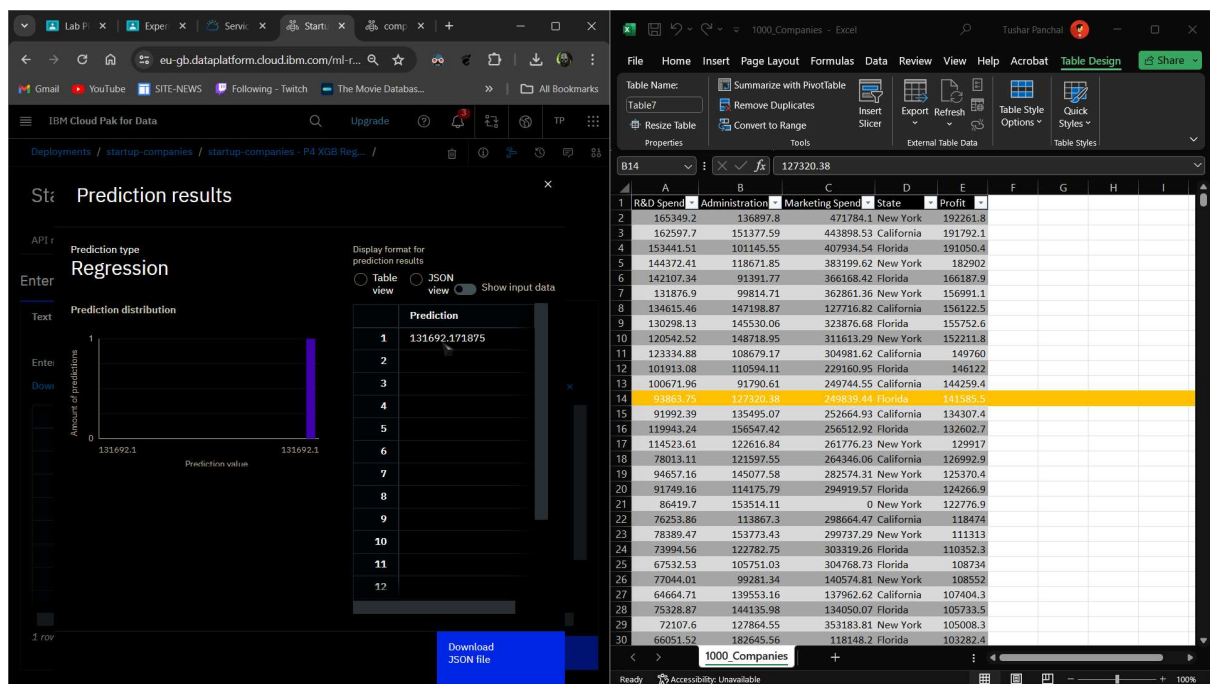 Lab P X Exper X Servic X Startu X comp X
eu-gb.dataplatform.cloud.ibm.com/ml-r...
Gmail YouTube SITE-NEWS Following - Twitch The Movie Databas... » All Bookmarks
IBM Cloud Pak for Data Upgrade 3 TP
Deployments / startup-companies / startup-companies - P4 XGB Reg... /
Sta
Prediction results
API r
Prediction type
Regression
Enter
Display format for
prediction results
Table
view
JSON
view
Show input data
Text
Prediction distribution
Amount of predictions
1
0
131692.1 131692.1
Prediction value
Enter
Dow
Prediction
1 131692.171875
2
3
4
5
6
7
8
9
10
11
12
1 rov
Download
JSON file
1000_Companies - Excel Tushar Panchal
File Home Insert Page Layout Formulas Data Review View Help Acrobat Table Design Share
Table Name:
Table7
Resize Table
Properties
Summarize with PivotTable
Remove Duplicates
Convert to Range
Tools
Insert
Slicer
Export Refresh
External Table Data
Table Style
Options
Quick
Styles
Table Styles
B14 fx 127320.38
A B C D E F G H I
1 R&D Spend Administration Marketing Spend State Profit
2 165349.2 136897.8 471784.1 New York 192261.8
3 162597.7 151377.59 443898.53 California 191792.1
4 153441.51 101145.55 407934.54 Florida 191050.4
5 144372.41 118671.85 383199.62 New York 182902
6 142107.34 91391.77 366168.42 Florida 166187.9
7 131876.9 99814.71 362861.36 New York 156991.1
8 134615.46 147198.87 127716.82 California 156122.5
9 130298.13 145530.06 323876.68 Florida 155752.6
10 120542.52 148718.95 311613.29 New York 152211.8
11 123334.88 108679.17 304981.62 California 149760
12 101913.08 110594.11 229160.95 Florida 146122
13 100671.96 91790.61 249744.55 California 144259.4
14 93863.75 127320.38 249839.44 Florida 141585.5
15 91992.39 135495.07 252664.93 California 134307.4
16 119943.24 156547.42 256512.92 Florida 132602.7
17 114523.61 122616.84 261776.23 New York 129917
18 78013.11 121597.55 264346.06 California 126992.9
19 94657.16 145077.58 282574.31 New York 125370.4
20 91749.16 114175.79 294919.57 Florida 124266.9
21 86419.7 153514.11 0 New York 122776.9
22 76253.86 113867.3 298664.47 California 118474
23 78389.47 153773.43 299737.29 New York 111313
24 73994.56 122782.75 303319.26 Florida 110352.3
25 67532.53 105751.03 304768.73 Florida 108734
26 77044.01 99281.34 140574.81 New York 108552
27 64664.71 139553.16 137962.62 California 107404.3
28 75328.87 144135.98 134050.07 Florida 105733.5
29 72107.6 127864.55 353183.81 New York 105008.3
30 66051.52 182645.56 118148.2 Florida 103282.4
1000_Companies
Ready Accessibility: Unavailable 100%